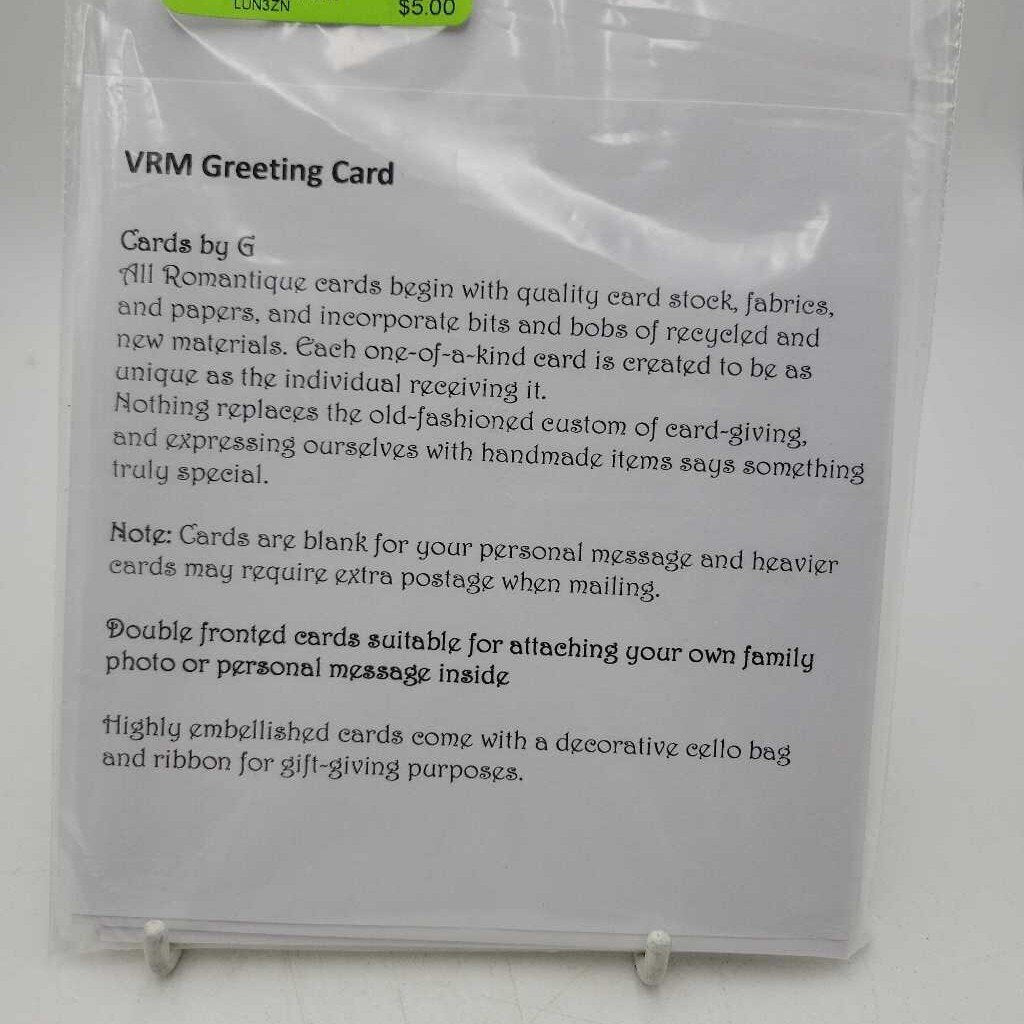 LUN3ZN $5.00
VRM Greeting Card
Cards by G
All Romantique cards begin with quality card stock, fabrics,
and papers, and incorporate bits and bobs of recycled and
new materials. Each one-of-a-kind card is created to be as
unique as the individual receiving it.
Nothing replaces the old-fashioned custom of card-giving,
and expressing ourselves with handmade items says something
truly special.
Note: Cards are blank for your personal message and heavier
cards may require extra postage when mailing.
Double fronted cards suitable for attaching your own family
photo or personal message inside
Highly embellished cards come with a decorative cello bag
and ribbon for gift-giving purposes.